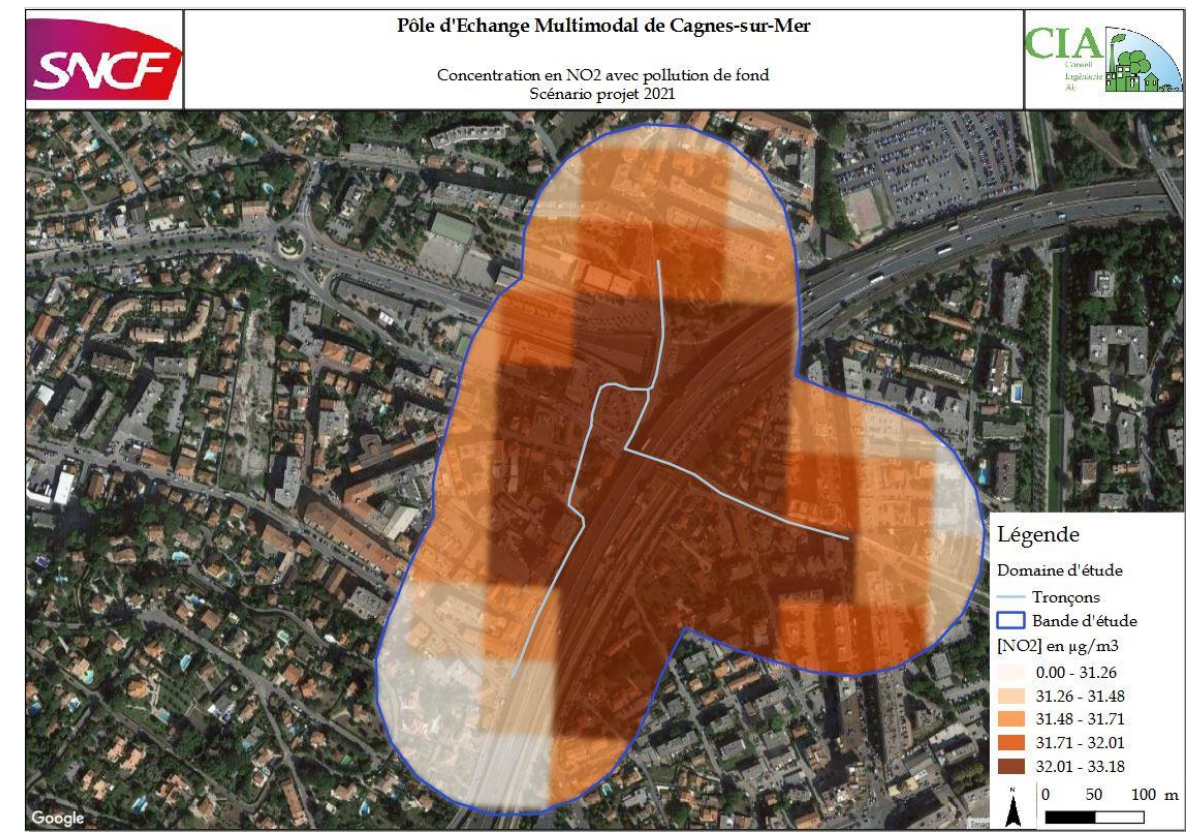 SNCF
Pôle d'Echange Multimodal de Cagnes-sur-Mer
Concentration en NO2 avec pollution de fond
Scénario projet 2021
CIA
Conseil
Ingénierie
Légende
Domaine d'étude
Tronçons
Bande d'étude
[NO2] en µg/m3
0.00 - 31.26
31.26 - 31.48
31.48 - 31.71
31.71 - 32.01
32.01 - 33.18
N
0 50 100 m
Google